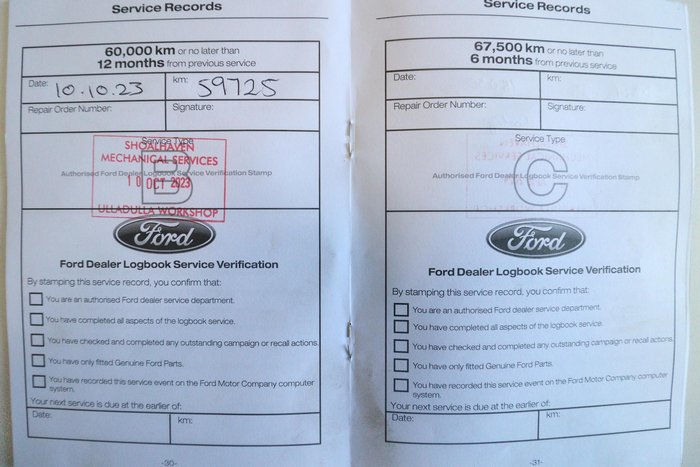 Service Records
60,000 km or no later than
12 months from previous service
Date: 10.10.23 km: 59725
Repair Order Number: Signature:
Service Type
B
Authorised Ford Dealer Logbook Service Verification Stamp
SHOALHAVEN
MECHANICAL SERVICES
10 OCT 2023
ULLADULLA WORKSHOP
Ford
Ford Dealer Logbook Service Verification
By stamping this service record, you confirm that:
You are an authorised Ford dealer service department.
You have completed all aspects of the logbook service.
You have checked and completed any outstanding campaign or recall actions.
You have only fitted Genuine Ford Parts.
You have recorded this service event on the Ford Motor Company computer
system.
Your next service is due at the earlier of:
Date: km:
-30-
Service Records
67,500 km or no later than
6 months from previous service
Date: km:
Repair Order Number: Signature:
Service Type
C
Authorised Ford Dealer Logbook Service Verification Stamp
Ford
Ford Dealer Logbook Service Verification
By stamping this service record, you confirm that:
You are an authorised Ford dealer service department.
You have completed all aspects of the logbook service.
You have checked and completed any outstanding campaign or recall actions.
You have only fitted Genuine Ford Parts.
You have recorded this service event on the Ford Motor Company computer
system.
Your next service is due at the earlier of:
Date: km:
-31-